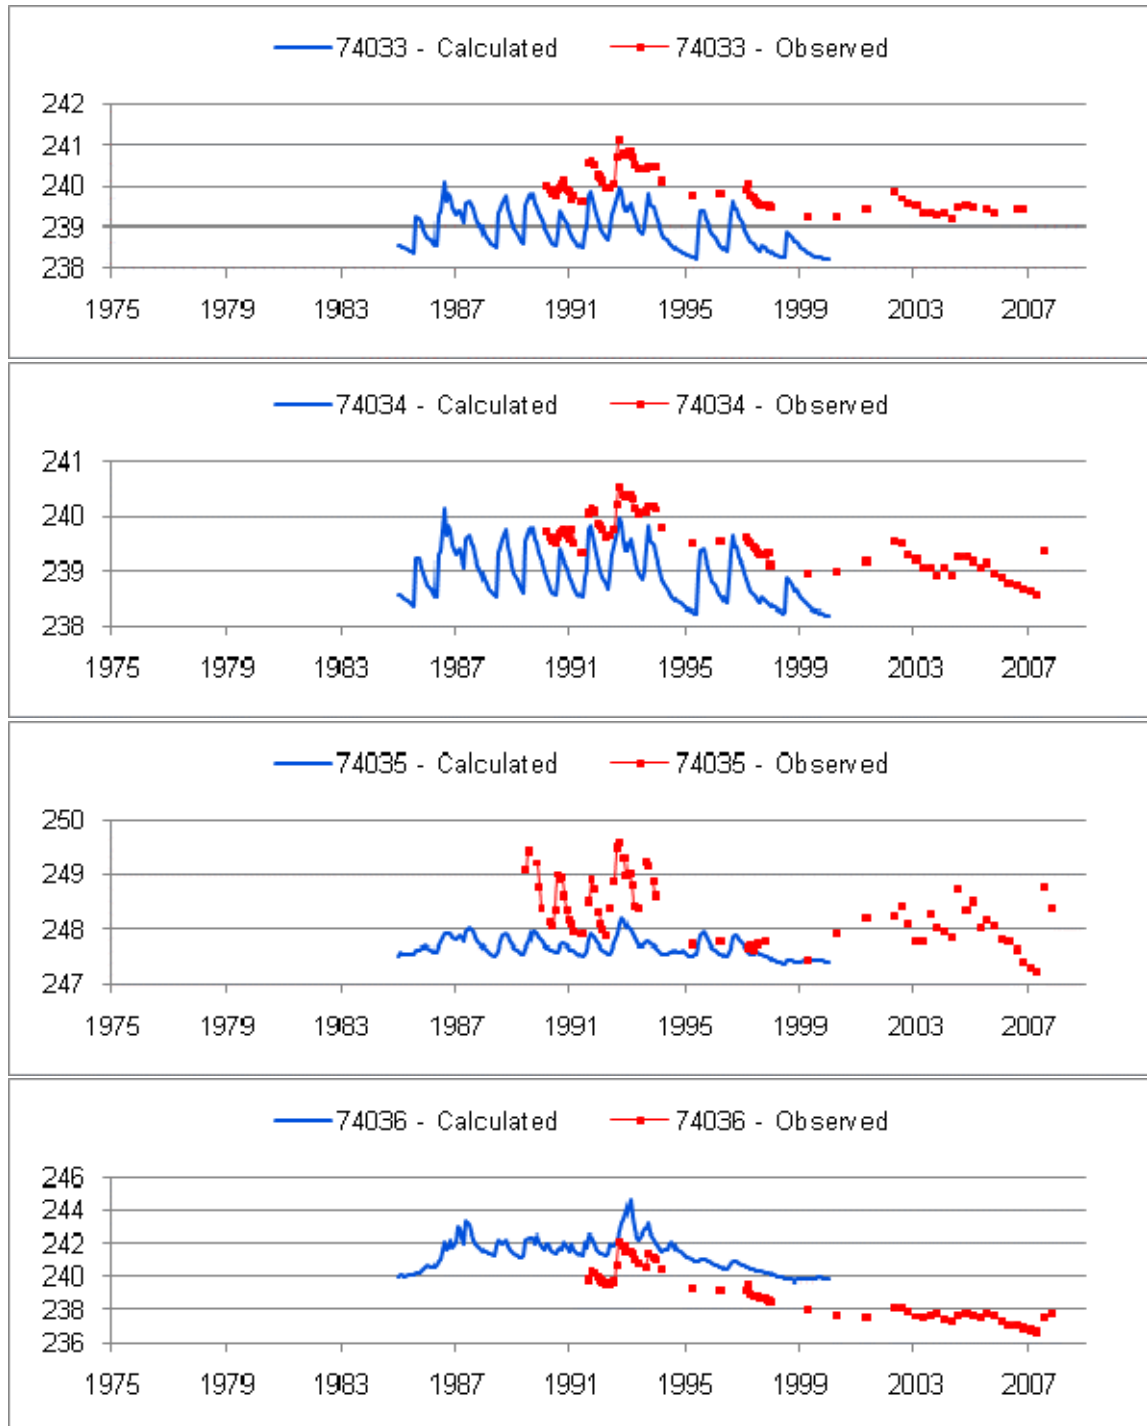 74033 - Calculated 74033 - Observed
242
241
240
239
238
1975 1979 1983 1987 1991 1995 1999 2003 2007
74034 - Calculated 74034 - Observed
241
240
239
238
1975 1979 1983 1987 1991 1995 1999 2003 2007
74035 - Calculated 74035 - Observed
250
249
248
247
1975 1979 1983 1987 1991 1995 1999 2003 2007
74036 - Calculated 74036 - Observed
246
244
242
240
238
236
1975 1979 1983 1987 1991 1995 1999 2003 2007